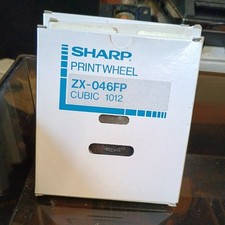 SHARP
PRINTWHEEL
ZX-046FP
CUBIC 1012